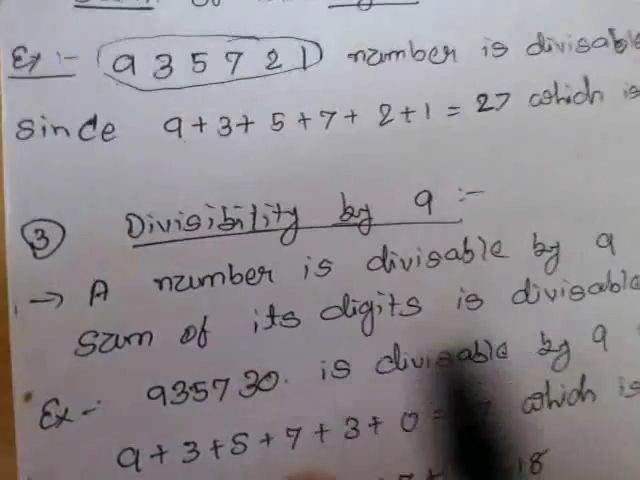 Ex :- 935721 number is divisable
since 9+3+5+7+2+1=27 which is
3 Divisibility by 9 :-
→ A number is divisable by 9
sum of its digits is divisable
Ex :- 935730. is divisable by 9
9+3+5+7+3+0= which is
18